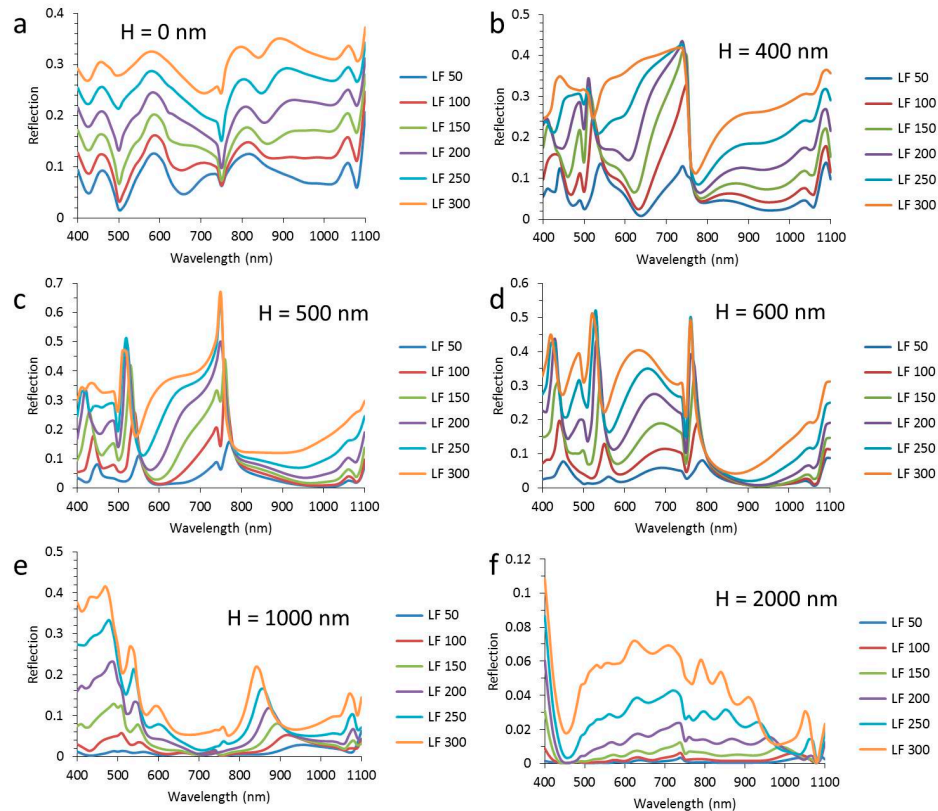 a
H = 0 nm
Reflection
0.4
0.3
0.2
0.1
0
400 500 600 700 800 900 1000 1100
Wavelength (nm)
LF 50
LF 100
LF 150
LF 200
LF 250
LF 300
b
H = 400 nm
Reflection
0.5
0.4
0.3
0.2
0.1
0
400 500 600 700 800 900 1000 1100
Wavelength (nm)
LF 50
LF 100
LF 150
LF 200
LF 250
LF 300
c
H = 500 nm
Reflection
0.7
0.6
0.5
0.4
0.3
0.2
0.1
0
400 500 600 700 800 900 1000 1100
Wavelength (nm)
LF 50
LF 100
LF 150
LF 200
LF 250
LF 300
d
H = 600 nm
Reflection
0.6
0.5
0.4
0.3
0.2
0.1
0
400 500 600 700 800 900 1000 1100
Wavelength (nm)
LF 50
LF 100
LF 150
LF 200
LF 250
LF 300
e
H = 1000 nm
Reflection
0.5
0.4
0.3
0.2
0.1
0
400 500 600 700 800 900 1000 1100
Wavelength (nm)
LF 50
LF 100
LF 150
LF 200
LF 250
LF 300
f
H = 2000 nm
Reflection
0.12
0.1
0.08
0.06
0.04
0.02
0
400 500 600 700 800 900 1000 1100
Wavelength (nm)
LF 50
LF 100
LF 150
LF 200
LF 250
LF 300